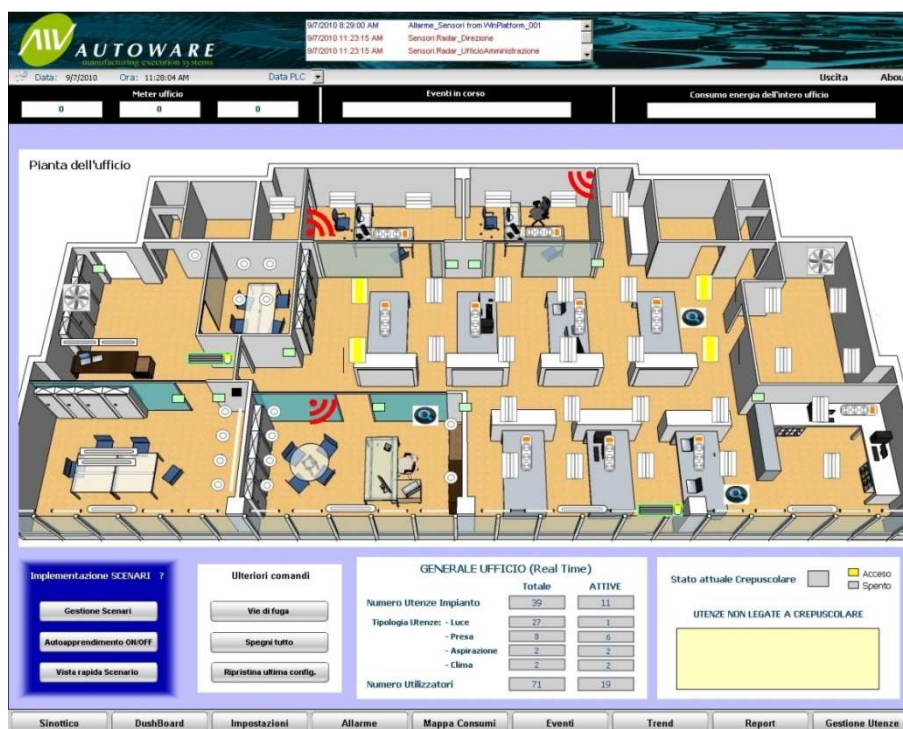 9/7/2010 8:29:00 AM Allarme_Sensori from WinPlatform_001
9/7/2010 11:23:15 AM Sensori.Radar_Direzione
9/7/2010 11:23:15 AM Sensori.Radar_UfficioAmministrazione
AUTOWARE
manufacturing execution systems
Data: 9/7/2010 Ora: 11:28:04 AM Data PLC Uscita Abou
Meter ufficio Eventi in corso Consumo energia dell'intero ufficio
0 0 0
Pianta dell'ufficio
Implementazione SCENARI ?
Gestione Scenari
Autoapprendimento ON/OFF
Vista rapida Scenario
Ulteriori comandi
Vie di fuga
Spegni tutto
Ripristina ultima config.
GENERALE UFFICIO (Real Time)
Totale ATTIVE
Numero Utenze Impianto 39 11
Tipologia Utenze: - Luce 27 1
- Presa 8 6
- Aspirazione 2 2
- Clima 2 2
Numero Utilizzatori 71 19
Stato attuale Crepuscolare
Acceso
Spento
UTENZE NON LEGATE A CREPUSCOLARE
Sinottico DushBoard Impostazioni Allarme Mappa Consumi Eventi Trend Report Gestione Utenze